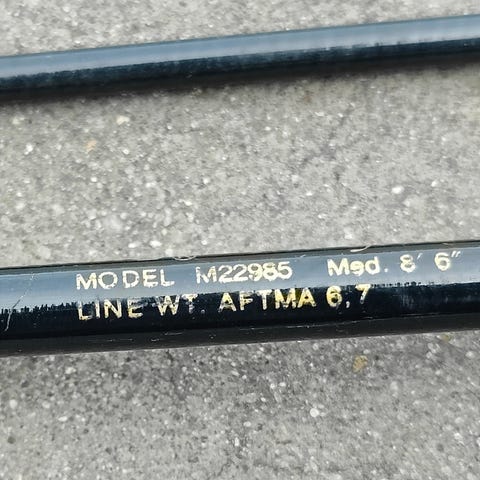 MODEL M22985 Med. 8' 6"
LINE WT. AFTMA 6, 7